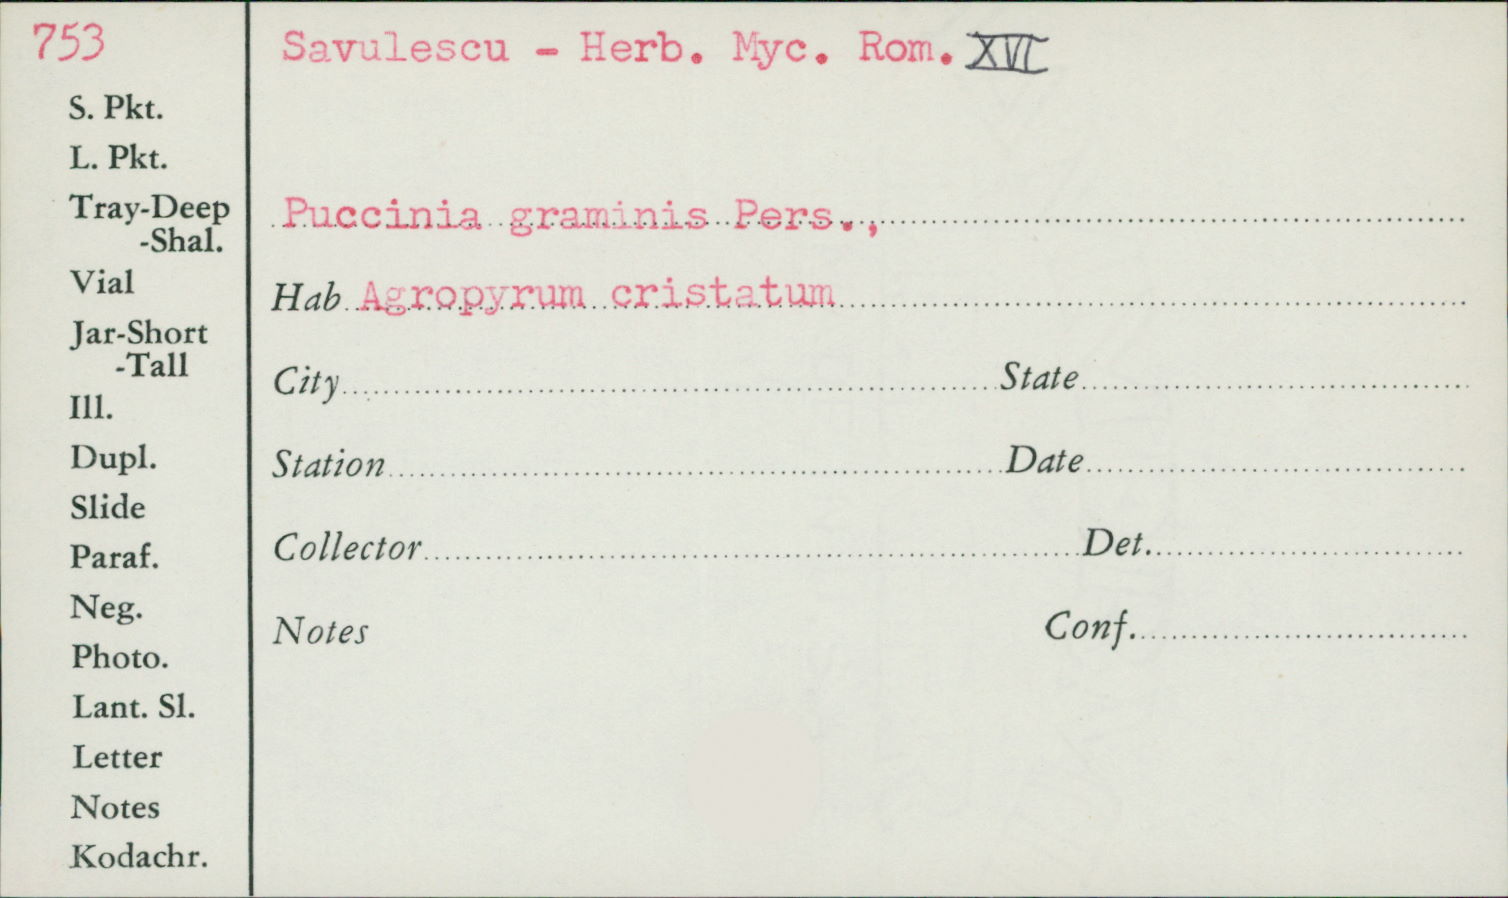 753
Savulescu - Herb. Myc. Rom. XVI
S. Pkt.
L. Pkt.
Tray-Deep
-Shal.
Vial
Jar-Short
-Tall
Ill.
Dupl.
Slide
Paraf.
Neg.
Photo.
Lant. Sl.
Letter
Notes
Kodachr.
Puccinia graminis Pers.,
Hab Agropyrum cristatum
City State
Station Date
Collector Det.
Notes Conf.